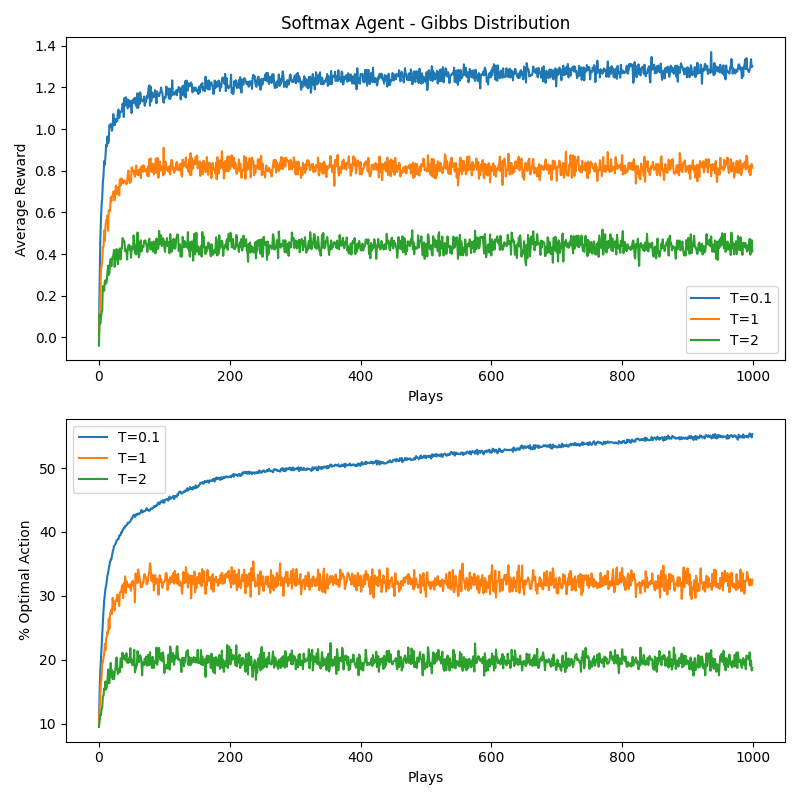 Softmax Agent - Gibbs Distribution
Average Reward
1.4
1.2
1.0
0.8
0.6
0.4
0.2
0.0
T=0.1
T=1
T=2
0 200 400 600 800 1000
Plays
% Optimal Action
50
40
30
20
10
T=0.1
T=1
T=2
0 200 400 600 800 1000
Plays